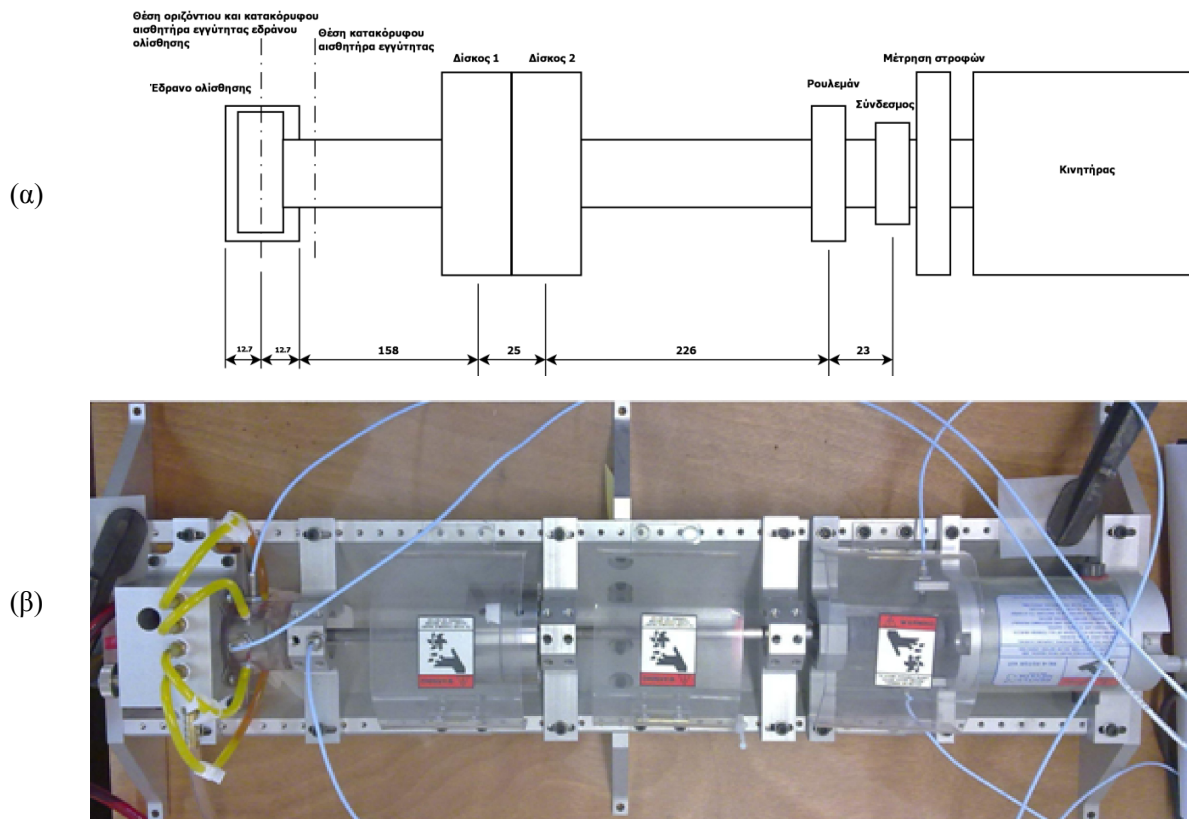 Θέση οριζόντιου και κατακόρυφου
αισθητήρα εγγύτητας εδράνου
ολίσθησης
Θέση κατακόρυφου
αισθητήρα εγγύτητας
Δίσκος 1
Δίσκος 2
Μέτρηση στροφών
Έδρανο ολίσθησης
Ρουλεμάν
Σύνδεσμος
Κινητήρας
(α)
12.7
12.7
158
25
226
23
(β)